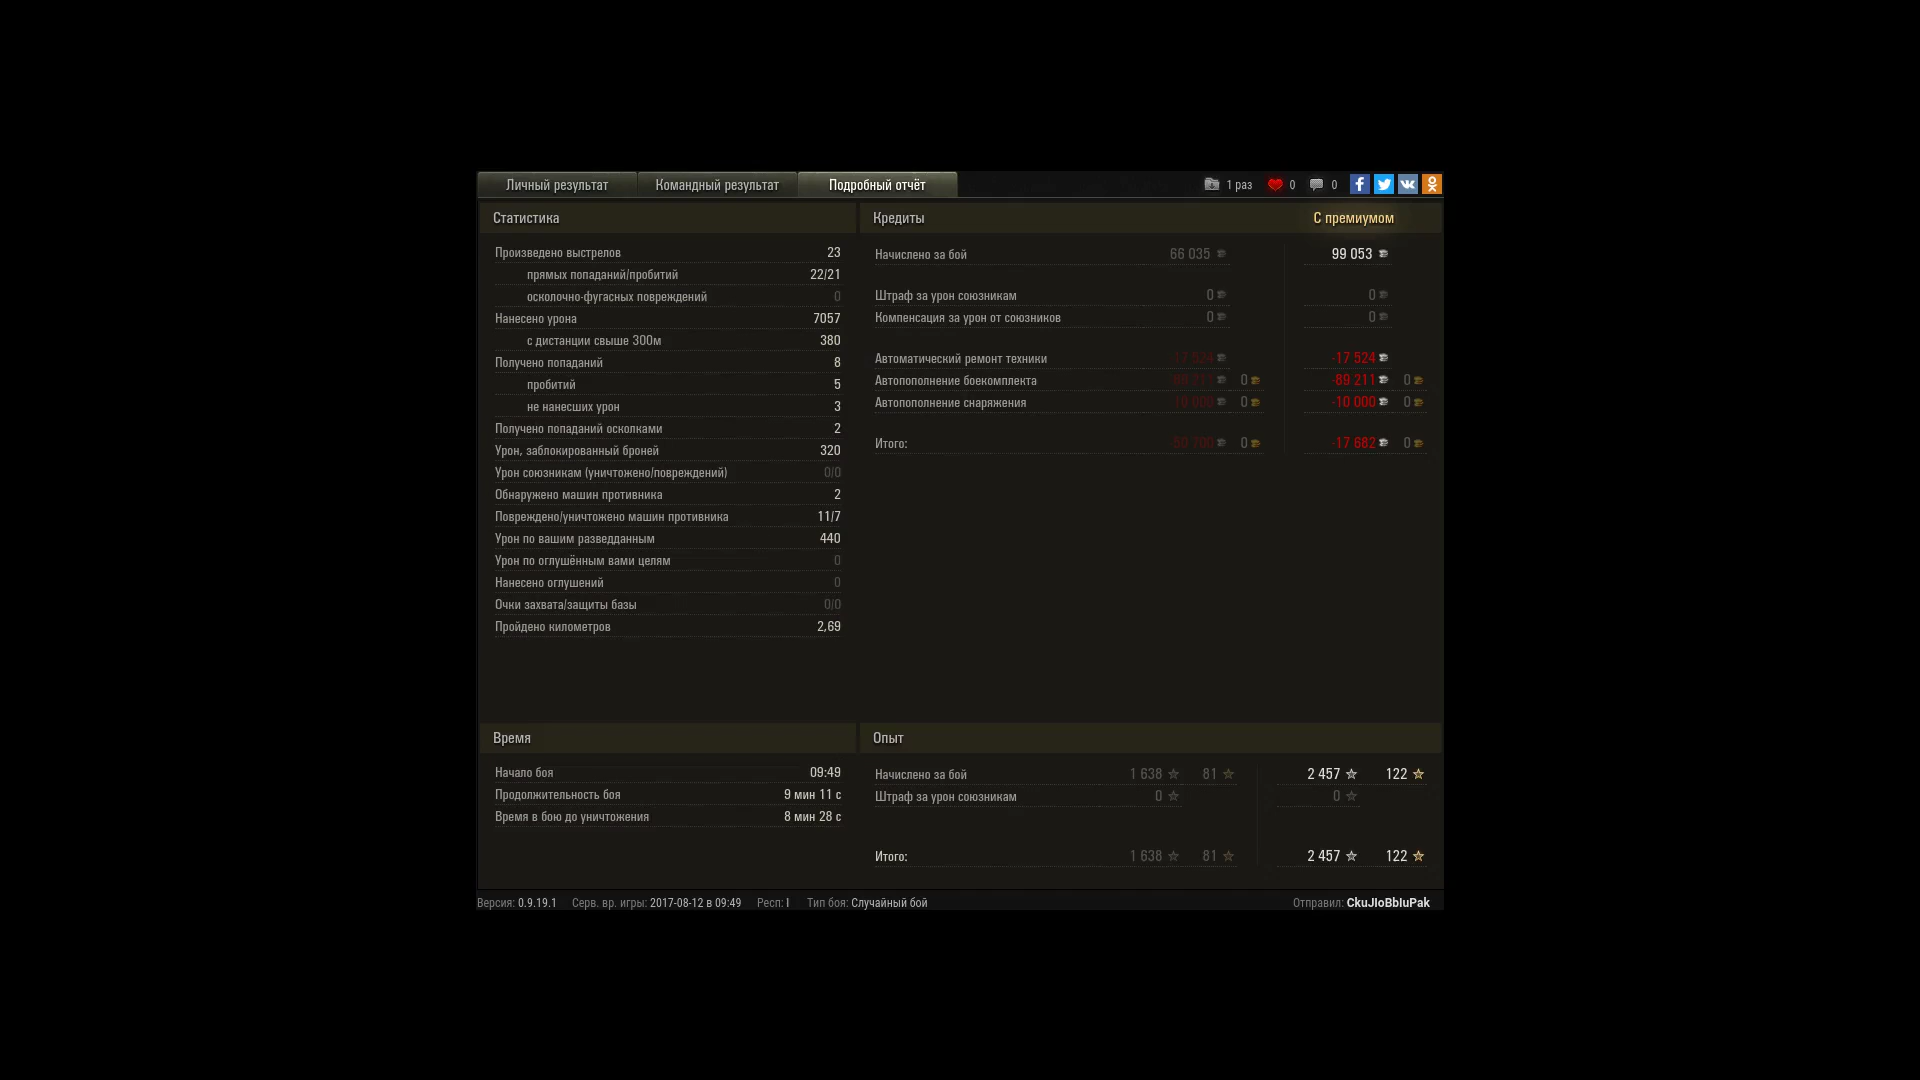 Личный результат Командный результат Подробный отчёт 1 раз 0 0
Статистика
Произведено выстрелов 23
прямых попаданий/пробитий 22/21
осколочно-фугасных повреждений 0
Нанесено урона 7057
с дистанции свыше 300м 380
Получено попаданий 8
пробитий 5
не нанесших урон 3
Получено попаданий осколками 2
Урон, заблокированный броней 320
Урон союзникам (уничтожено/повреждений) 0/0
Обнаружено машин противника 2
Повреждено/уничтожено машин противника 11/7
Урон по вашим разведданным 440
Урон по оглушённым вами целям 0
Нанесено оглушений 0
Очки захвата/защиты базы 0/0
Пройдено километров 2,69
Кредиты С премиумом
Начислено за бой 66 035 99 053
Штраф за урон союзникам 0 0
Компенсация за урон от союзников 0 0
Автоматический ремонт техники -17 524 -17 524
Автопополнение боекомплекта -89 211 0 -89 211 0
Автопополнение снаряжения -10 000 0 -10 000 0
Итого: -50 700 0 -17 682 0
Время
Начало боя 09:49
Продолжительность боя 9 мин 11 с
Время в бою до уничтожения 8 мин 28 с
Опыт
Начислено за бой 1 638 81 2 457 122
Штраф за урон союзникам 0 0
Итого: 1 638 81 2 457 122
Версия: 0.9.19.1 Серв. вр. игры: 2017-08-12 в 09:49 Респ: I Тип боя: Случайный бой Отправил: CkuJIoBbIuPak